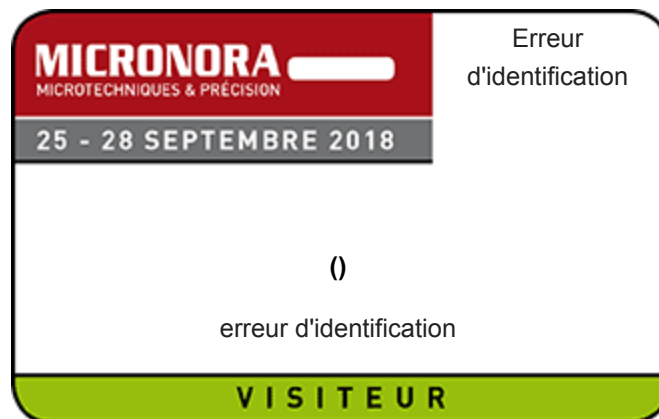 MICRONORA
MICROTECHNIQUES & PRÉCISION
25 - 28 SEPTEMBRE 2018
Erreur
d'identification
()
erreur d'identification
VISITEUR